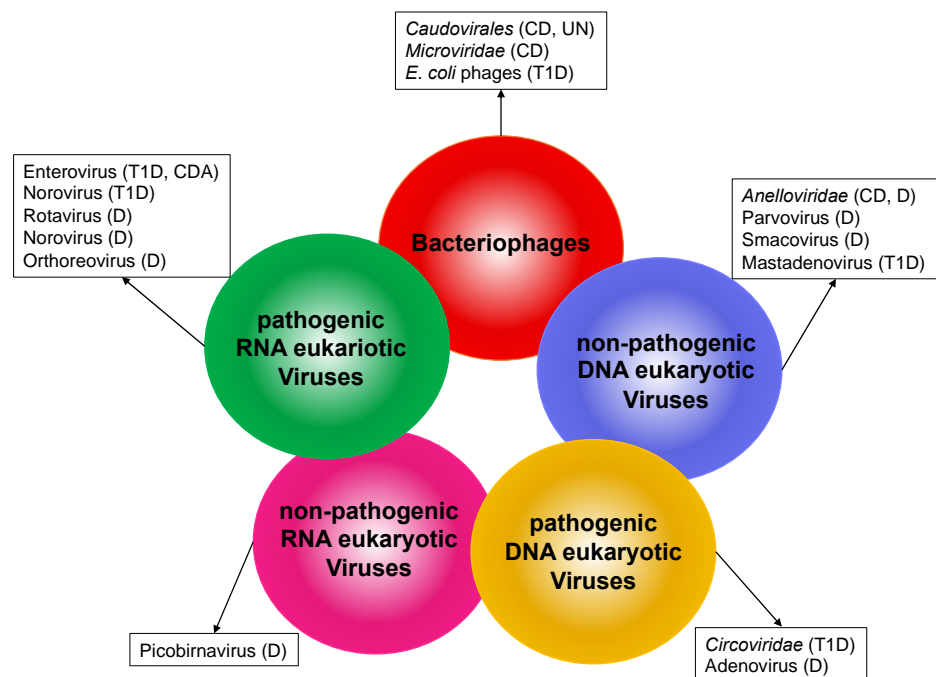 Caudovirales (CD, UN)
Microviridae (CD)
E. coli phages (T1D)
Enterovirus (T1D, CDA)
Norovirus (T1D)
Rotavirus (D)
Norovirus (D)
Orthoreovirus (D)
Anelloviridae (CD, D)
Parvovirus (D)
Smacovirus (D)
Mastadenovirus (T1D)
Bacteriophages
pathogenic
RNA eukariotic
Viruses
non-pathogenic
DNA eukaryotic
Viruses
non-pathogenic
RNA eukaryotic
Viruses
pathogenic
DNA eukaryotic
Viruses
Picobirnavirus (D)
Circoviridae (T1D)
Adenovirus (D)